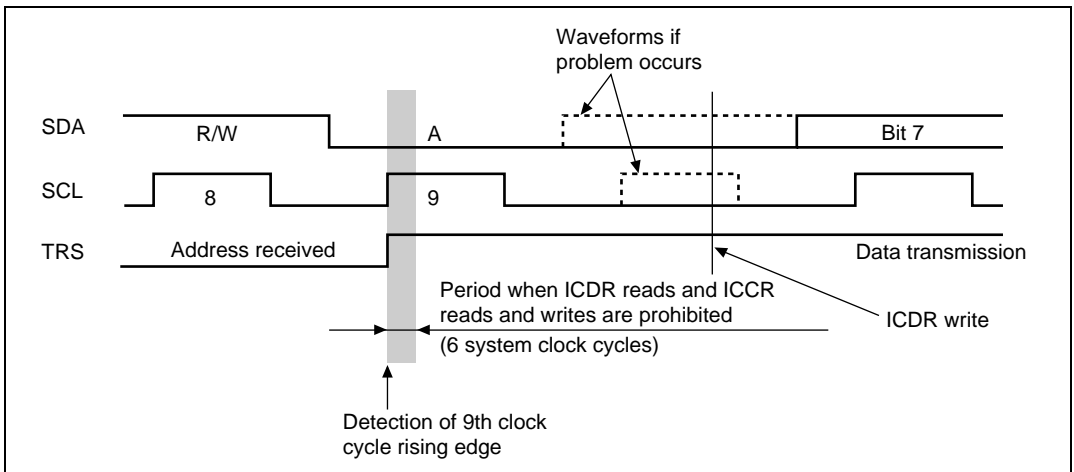 Waveforms if
problem occurs
SDA
R/W
A
Bit 7
SCL
8
9
TRS
Address received
Data transmission
Period when ICDR reads and ICCR
reads and writes are prohibited
(6 system clock cycles)
ICDR write
Detection of 9th clock
cycle rising edge